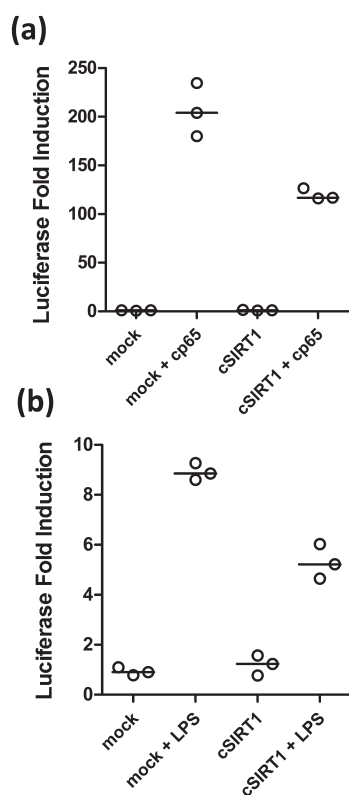 (a)
Luciferase Fold Induction
250
200
150
100
50
0
mock
mock + cp65
cSIRT1
cSIRT1 + cp65
(b)
Luciferase Fold Induction
10
8
6
4
2
0
mock
mock + LPS
cSIRT1
cSIRT1 + LPS